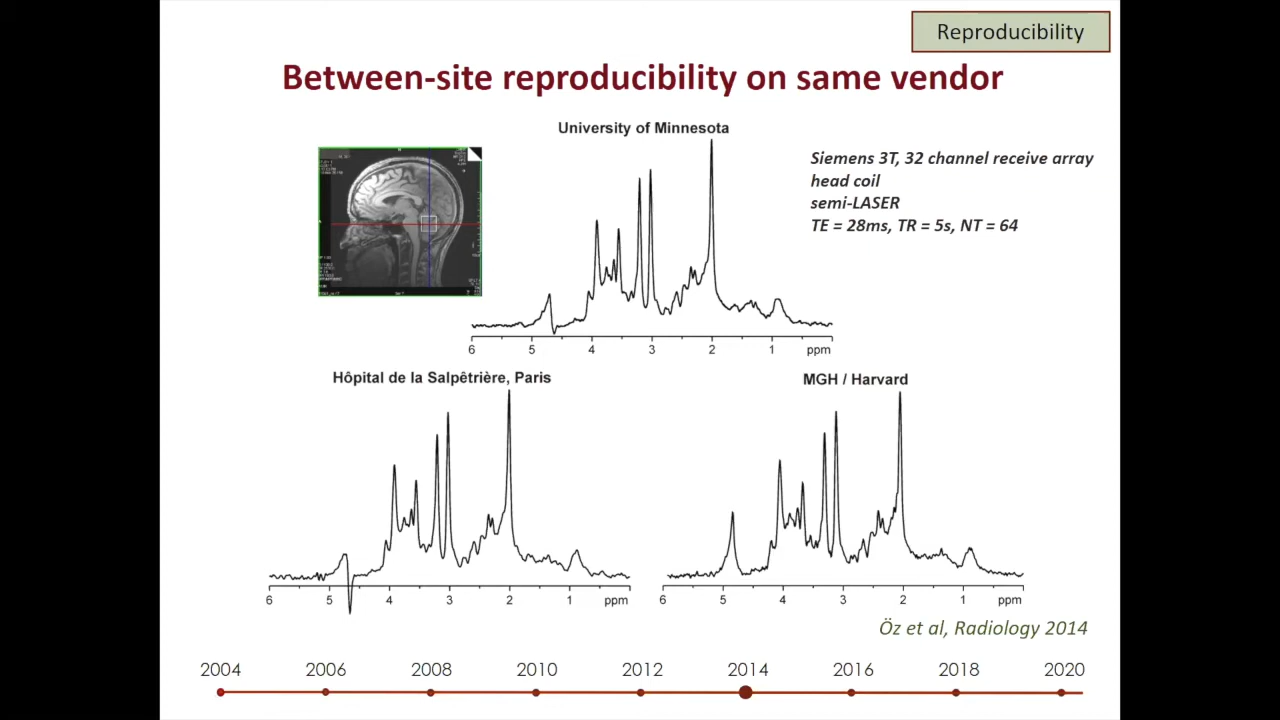 Reproducibility
Between-site reproducibility on same vendor
University of Minnesota
Siemens 3T, 32 channel receive array
head coil
semi-LASER
TE = 28ms, TR = 5s, NT = 64
6 5 4 3 2 1 ppm
Hôpital de la Salpêtrière, Paris
6 5 4 3 2 1 ppm
MGH / Harvard
6 5 4 3 2 1 ppm
Öz et al, Radiology 2014
2004 2006 2008 2010 2012 2014 2016 2018 2020